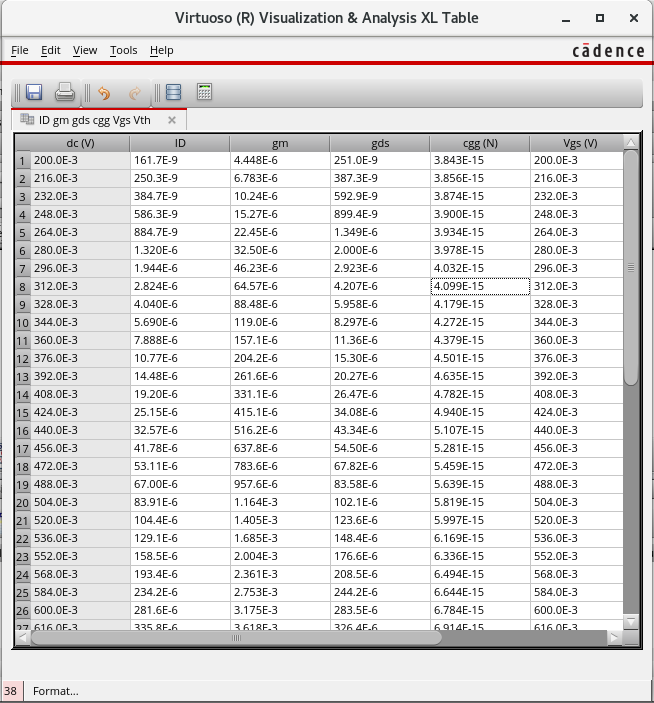 Virtuoso (R) Visualization & Analysis XL Table
File Edit View Tools Help
cādence
ID gm gds cgg Vgs Vth
dc (V) ID gm gds cgg (N) Vgs (V)
1 200.0E-3 161.7E-9 4.448E-6 251.0E-9 3.843E-15 200.0E-3
2 216.0E-3 250.3E-9 6.783E-6 387.3E-9 3.856E-15 216.0E-3
3 232.0E-3 384.7E-9 10.24E-6 592.9E-9 3.874E-15 232.0E-3
4 248.0E-3 586.3E-9 15.27E-6 899.4E-9 3.900E-15 248.0E-3
5 264.0E-3 884.7E-9 22.45E-6 1.349E-6 3.934E-15 264.0E-3
6 280.0E-3 1.320E-6 32.50E-6 2.000E-6 3.978E-15 280.0E-3
7 296.0E-3 1.944E-6 46.23E-6 2.923E-6 4.032E-15 296.0E-3
8 312.0E-3 2.824E-6 64.57E-6 4.207E-6 4.099E-15 312.0E-3
9 328.0E-3 4.040E-6 88.48E-6 5.958E-6 4.179E-15 328.0E-3
10 344.0E-3 5.690E-6 119.0E-6 8.297E-6 4.272E-15 344.0E-3
11 360.0E-3 7.888E-6 157.1E-6 11.36E-6 4.379E-15 360.0E-3
12 376.0E-3 10.77E-6 204.2E-6 15.30E-6 4.501E-15 376.0E-3
13 392.0E-3 14.48E-6 261.6E-6 20.27E-6 4.635E-15 392.0E-3
14 408.0E-3 19.20E-6 331.1E-6 26.47E-6 4.782E-15 408.0E-3
15 424.0E-3 25.15E-6 415.1E-6 34.08E-6 4.940E-15 424.0E-3
16 440.0E-3 32.57E-6 516.2E-6 43.34E-6 5.107E-15 440.0E-3
17 456.0E-3 41.78E-6 637.8E-6 54.50E-6 5.281E-15 456.0E-3
18 472.0E-3 53.11E-6 783.6E-6 67.82E-6 5.459E-15 472.0E-3
19 488.0E-3 67.00E-6 957.6E-6 83.58E-6 5.639E-15 488.0E-3
20 504.0E-3 83.91E-6 1.164E-3 102.1E-6 5.819E-15 504.0E-3
21 520.0E-3 104.4E-6 1.405E-3 123.6E-6 5.997E-15 520.0E-3
22 536.0E-3 129.1E-6 1.685E-3 148.4E-6 6.169E-15 536.0E-3
23 552.0E-3 158.5E-6 2.004E-3 176.6E-6 6.336E-15 552.0E-3
24 568.0E-3 193.4E-6 2.361E-3 208.5E-6 6.494E-15 568.0E-3
25 584.0E-3 234.2E-6 2.753E-3 244.2E-6 6.644E-15 584.0E-3
26 600.0E-3 281.6E-6 3.175E-3 283.5E-6 6.784E-15 600.0E-3
27 616.0E-3 335.8E-6 3.618E-3 326.4E-6 6.914E-15 616.0E-3
38 Format...